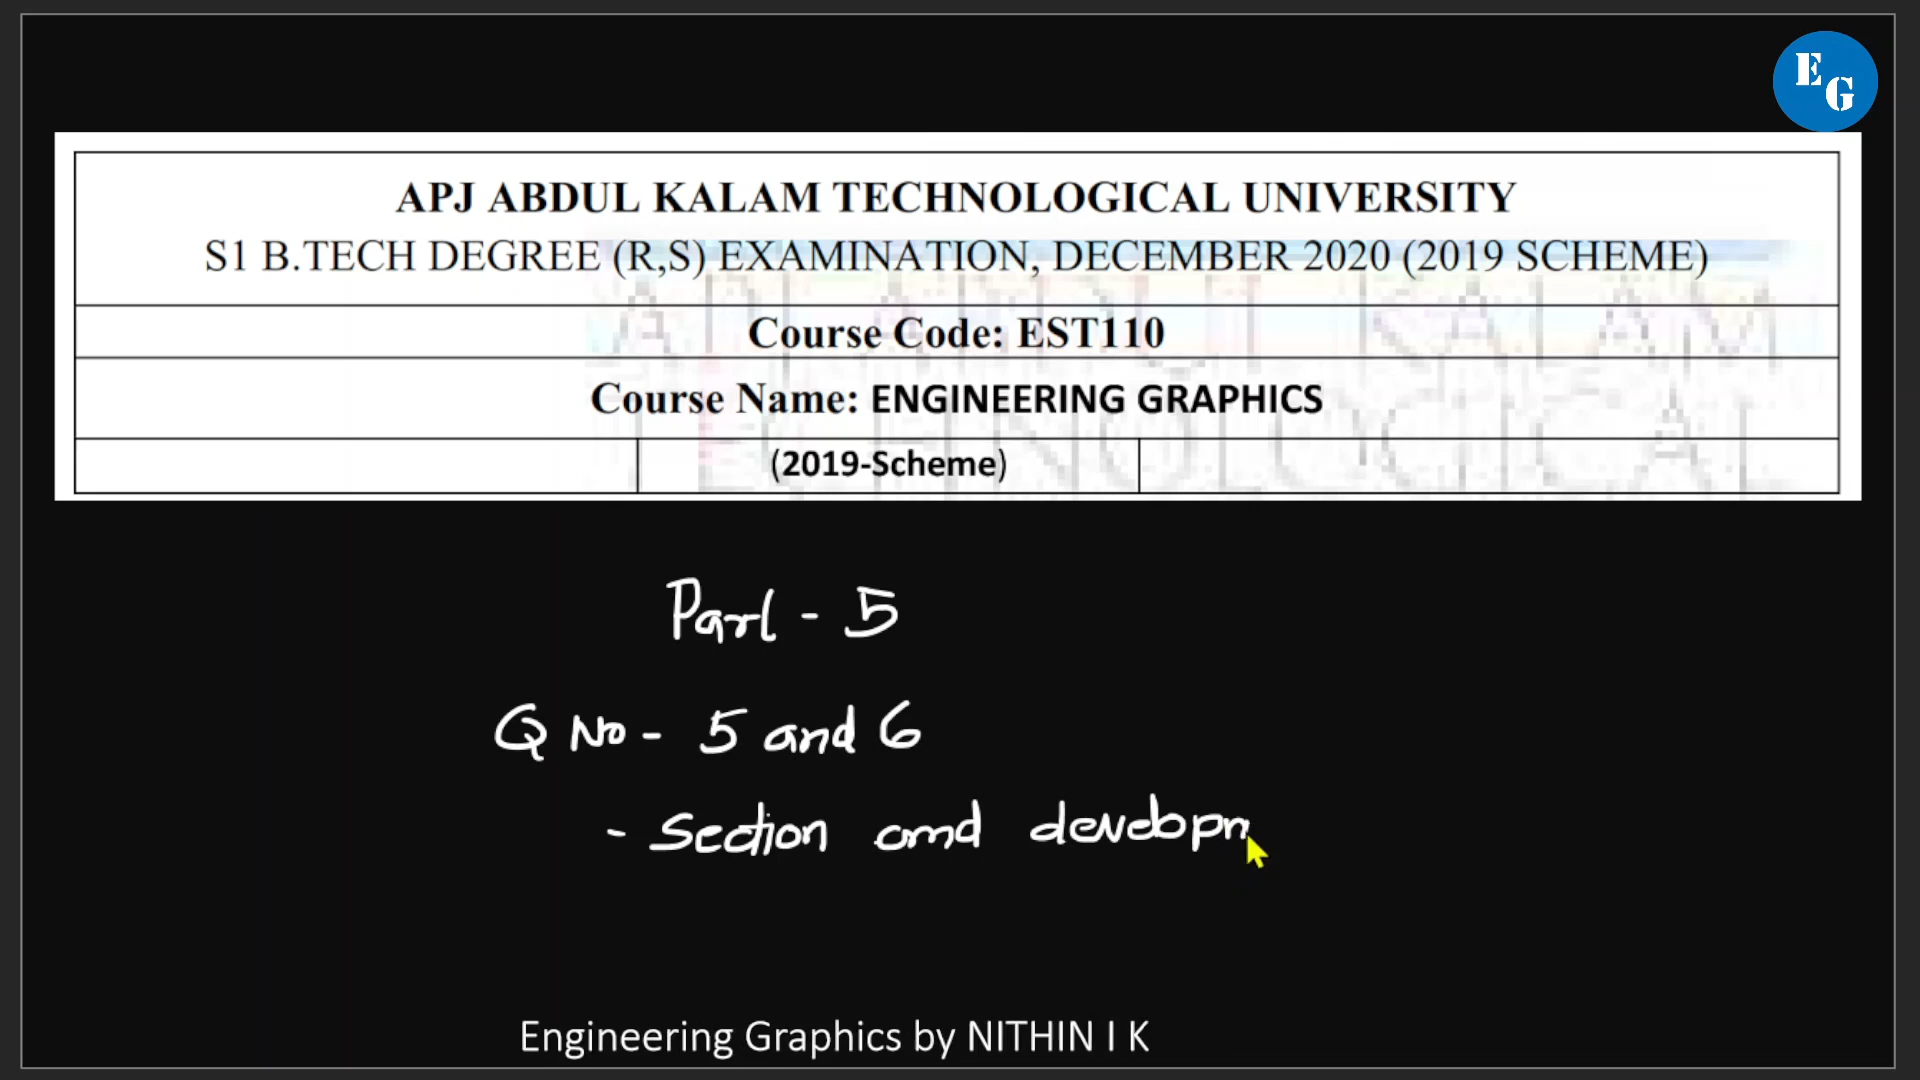 E
G
APJ ABDUL KALAM TECHNOLOGICAL UNIVERSITY
S1 B.TECH DEGREE (R,S) EXAMINATION, DECEMBER 2020 (2019 SCHEME)
Course Code: EST110
Course Name: ENGINEERING GRAPHICS
(2019-Scheme)
Part - 5
Q No - 5 and 6
- Section and developm
Engineering Graphics by NITHIN I K